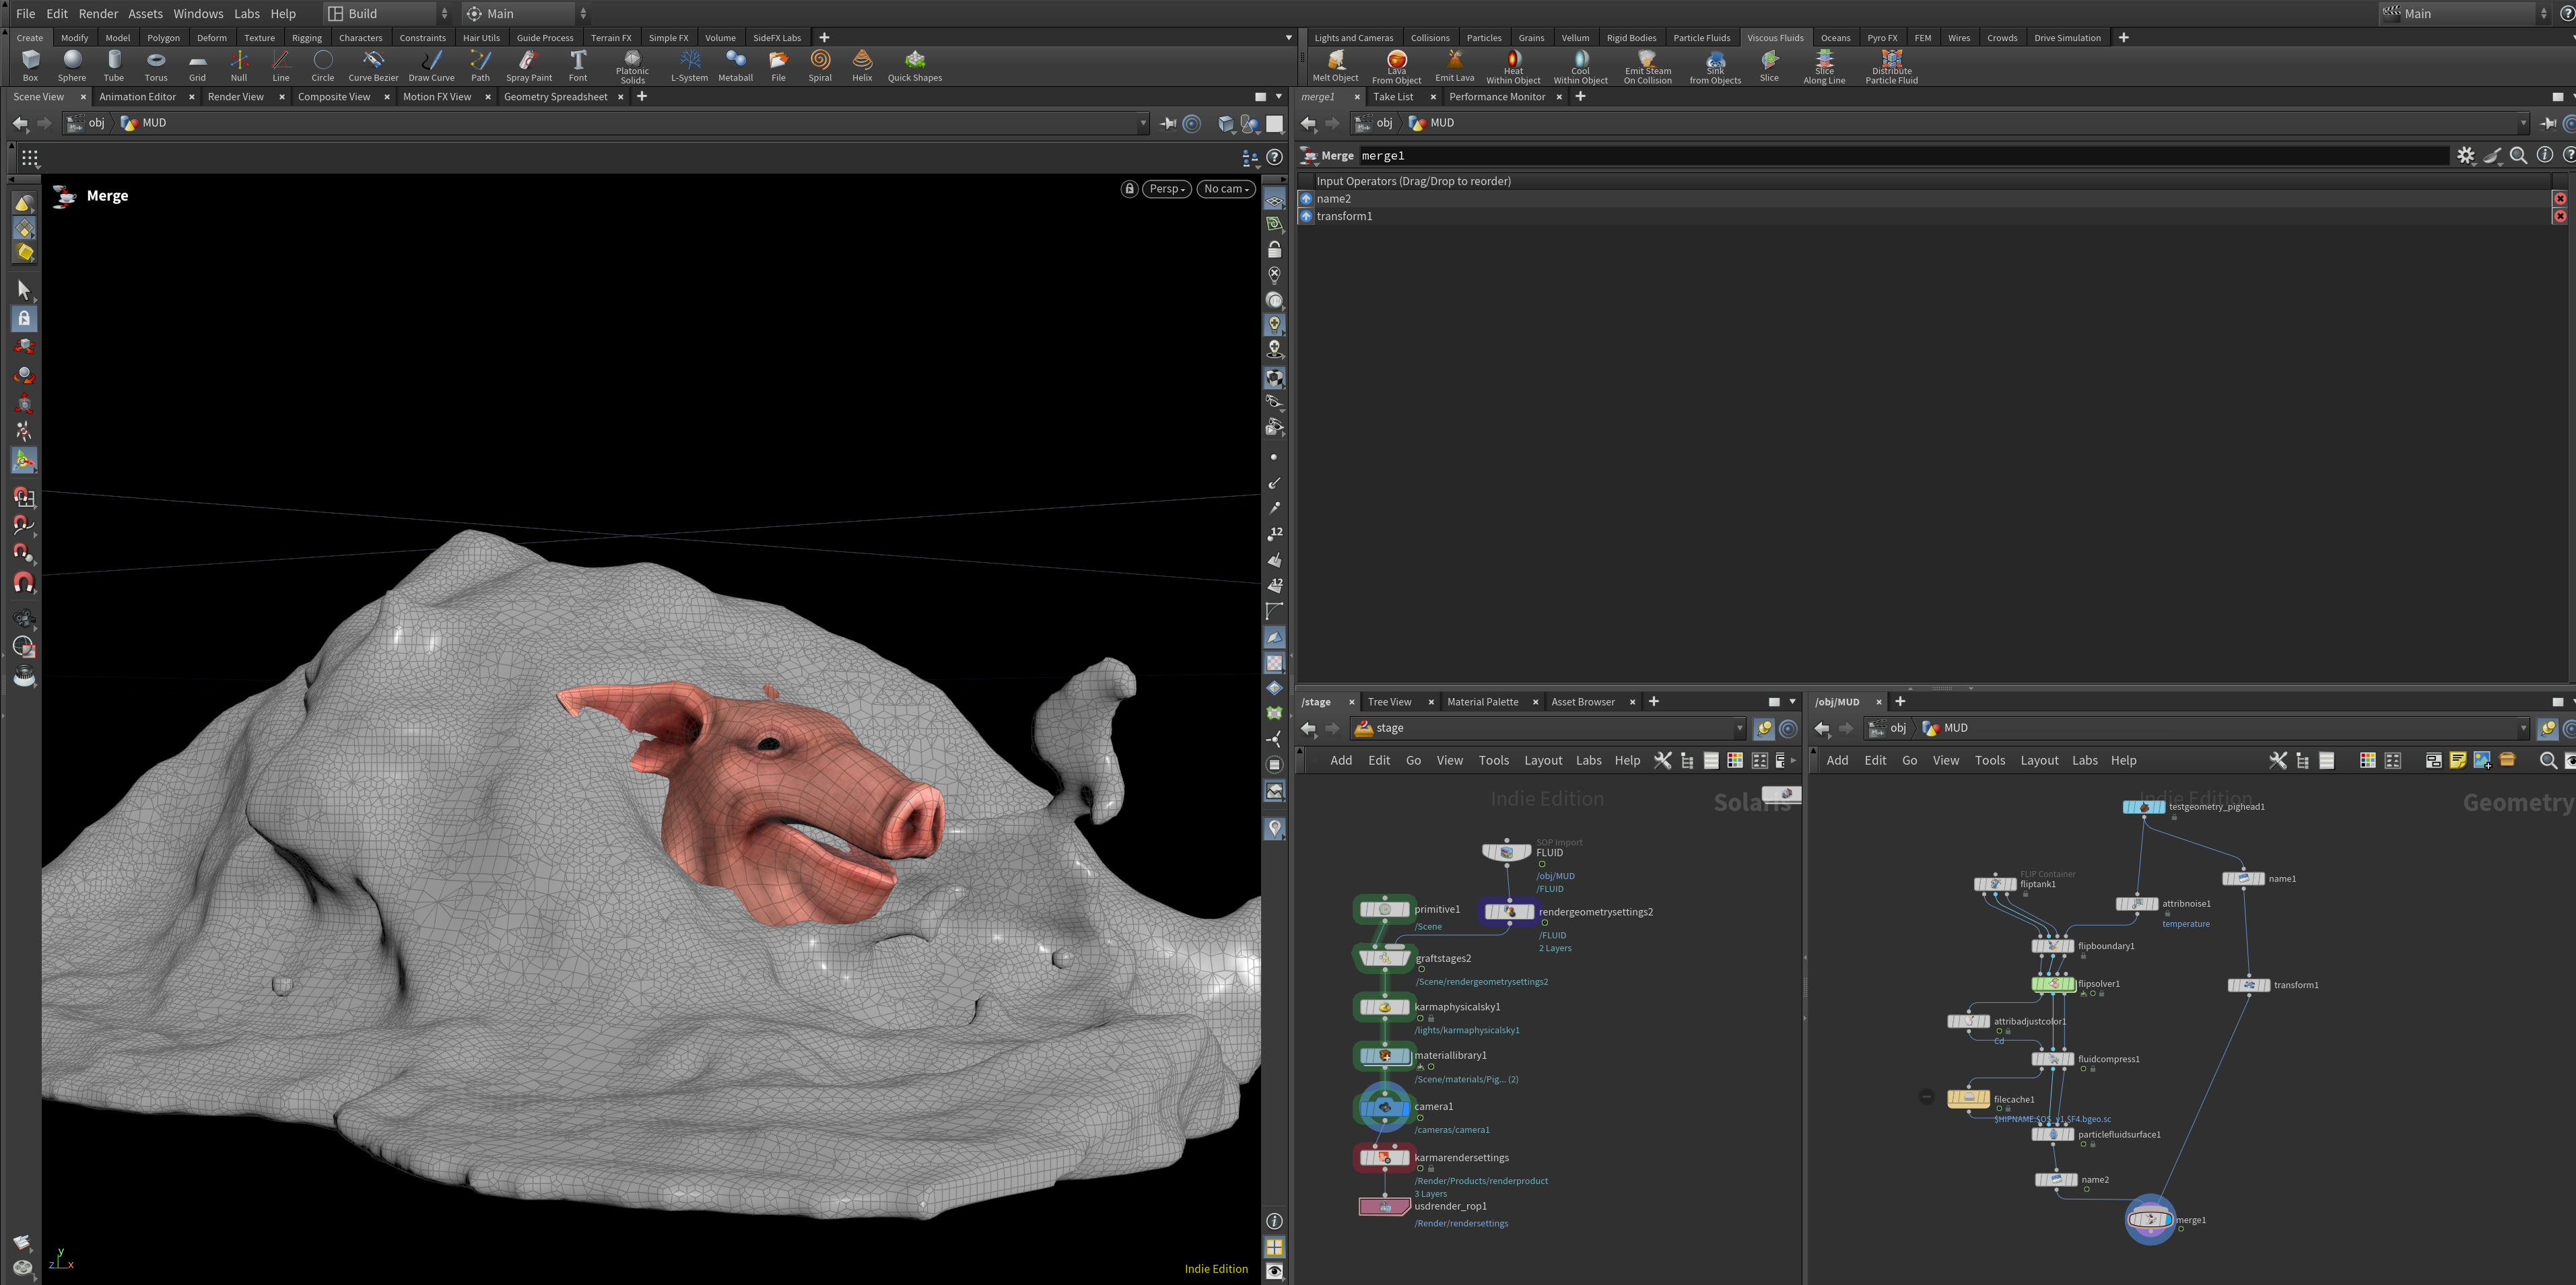 File Edit Render Assets Windows Labs Help Build Main Main
Create Modify Model Polygon Deform Texture Rigging Characters Constraints Hair Utils Guide Process Terrain FX Simple FX Volume SideFX Labs
Box Sphere Tube Torus Grid Null Line Circle Curve Bezier Draw Curve Path Spray Paint Font Platonic Solids L-System Metaball File Spiral Helix Quick Shapes
Lights and Cameras Collisions Particles Grains Vellum Rigid Bodies Particle Fluids Viscous Fluids Oceans Pyro FX FEM Wires Crowds Drive Simulation
Melt Object Lava From Object Emit Lava Heat Within Object Cool Within Object Emit Steam On Collision Sink from Objects Slice Slice Along Line Distribute Particle Fluid
Scene View Animation Editor Render View Composite View Motion FX View Geometry Spreadsheet
obj MUD
Merge
Persp No cam
12
12
y
z x
Indie Edition
merge1 Take List Performance Monitor
obj MUD
Merge merge1
Input Operators (Drag/Drop to reorder)
name2
transform1
/stage Tree View Material Palette Asset Browser
stage
Add Edit Go View Tools Layout Labs Help
Indie Edition Solaris
SOP Import
FLUID
/obj/MUD
/FLUID
primitive1
/Scene
rendergeometrysettings2
/FLUID
2 Layers
graftstages2
/Scene/rendergeometrysettings2
karmaphysicalsky1
/lights/karmaphysicalsky1
materiallibrary1
/Scene/materials/Pig... (2)
camera1
/cameras/camera1
karmarendersettings
/Render/Products/renderproduct
3 Layers
usdrender_rop1
/Render/rendersettings
/obj/MUD
obj MUD
Add Edit Go View Tools Layout Labs Help
Indie Edition Geometry
testgeometry_pighead1
FLIP Container
fliptank1
name1
attribnoise1
temperature
flipboundary1
flipsolver1
transform1
attribadjustcolor1
Cd
fluidcompress1
filecache1
particlefluidsurface1
name2
merge1